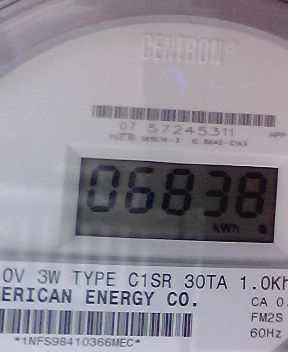 CENTRON®
07 57245311
06838
kWh
0V 3W TYPE C1SR 30TA 1.0Kh
ERICAN ENERGY CO.
CA 0.
FM2S
60Hz
*1NFS98410366MEC*